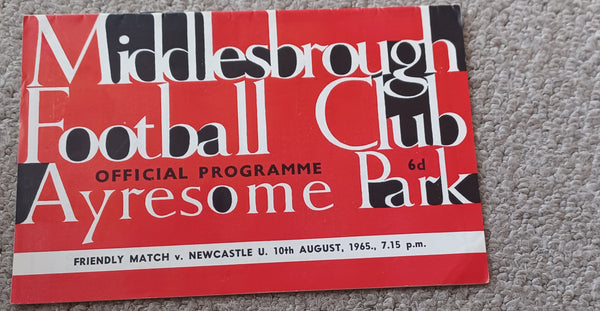 Middlesbrough
Football Club
OFFICIAL PROGRAMME 6d
Ayresome Park
FRIENDLY MATCH v. NEWCASTLE U. 10th AUGUST, 1965., 7.15 p.m.